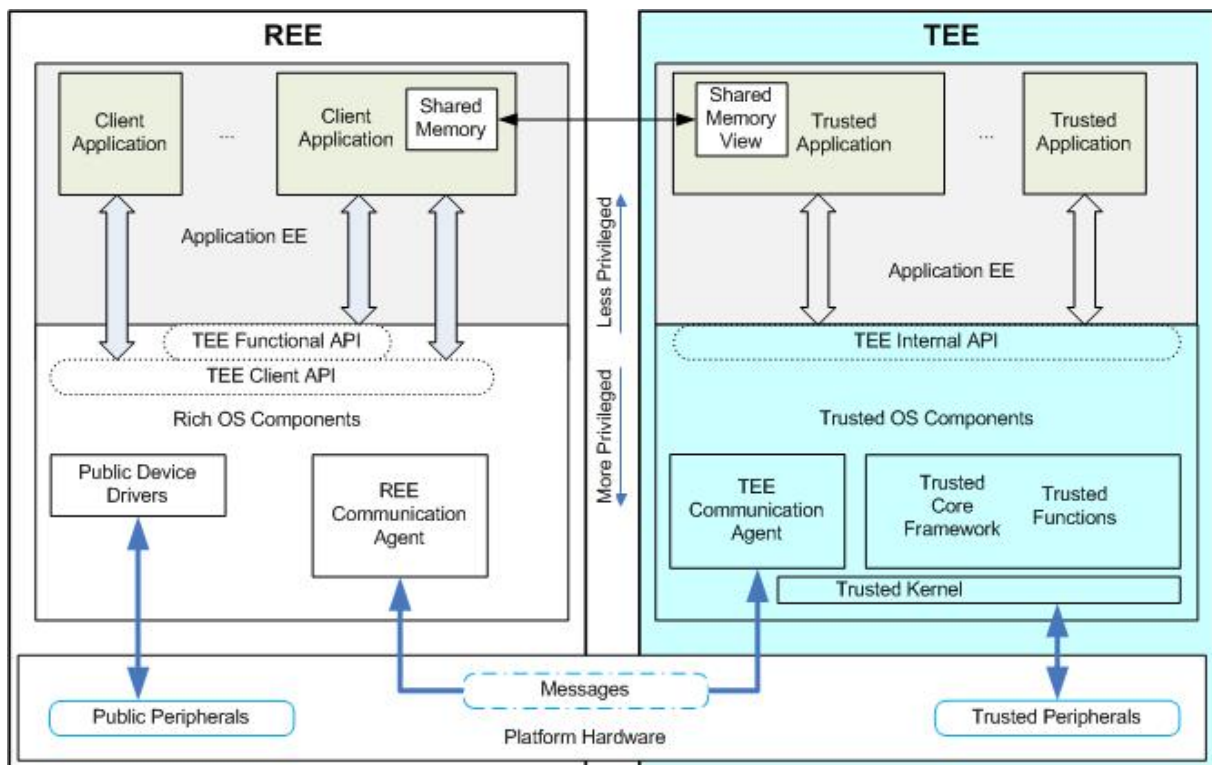 REE
TEE
Client
Application
...
Client
Application
Shared
Memory
Shared
Memory
View
Trusted
Application
...
Trusted
Application
Application EE
Less Privileged
Application EE
TEE Functional API
TEE Client API
TEE Internal API
Rich OS Components
More Privileged
Trusted OS Components
Public Device
Drivers
REE
Communication
Agent
TEE
Communication
Agent
Trusted
Core
Framework
Trusted
Functions
Trusted Kernel
Messages
Public Peripherals
Trusted Peripherals
Platform Hardware